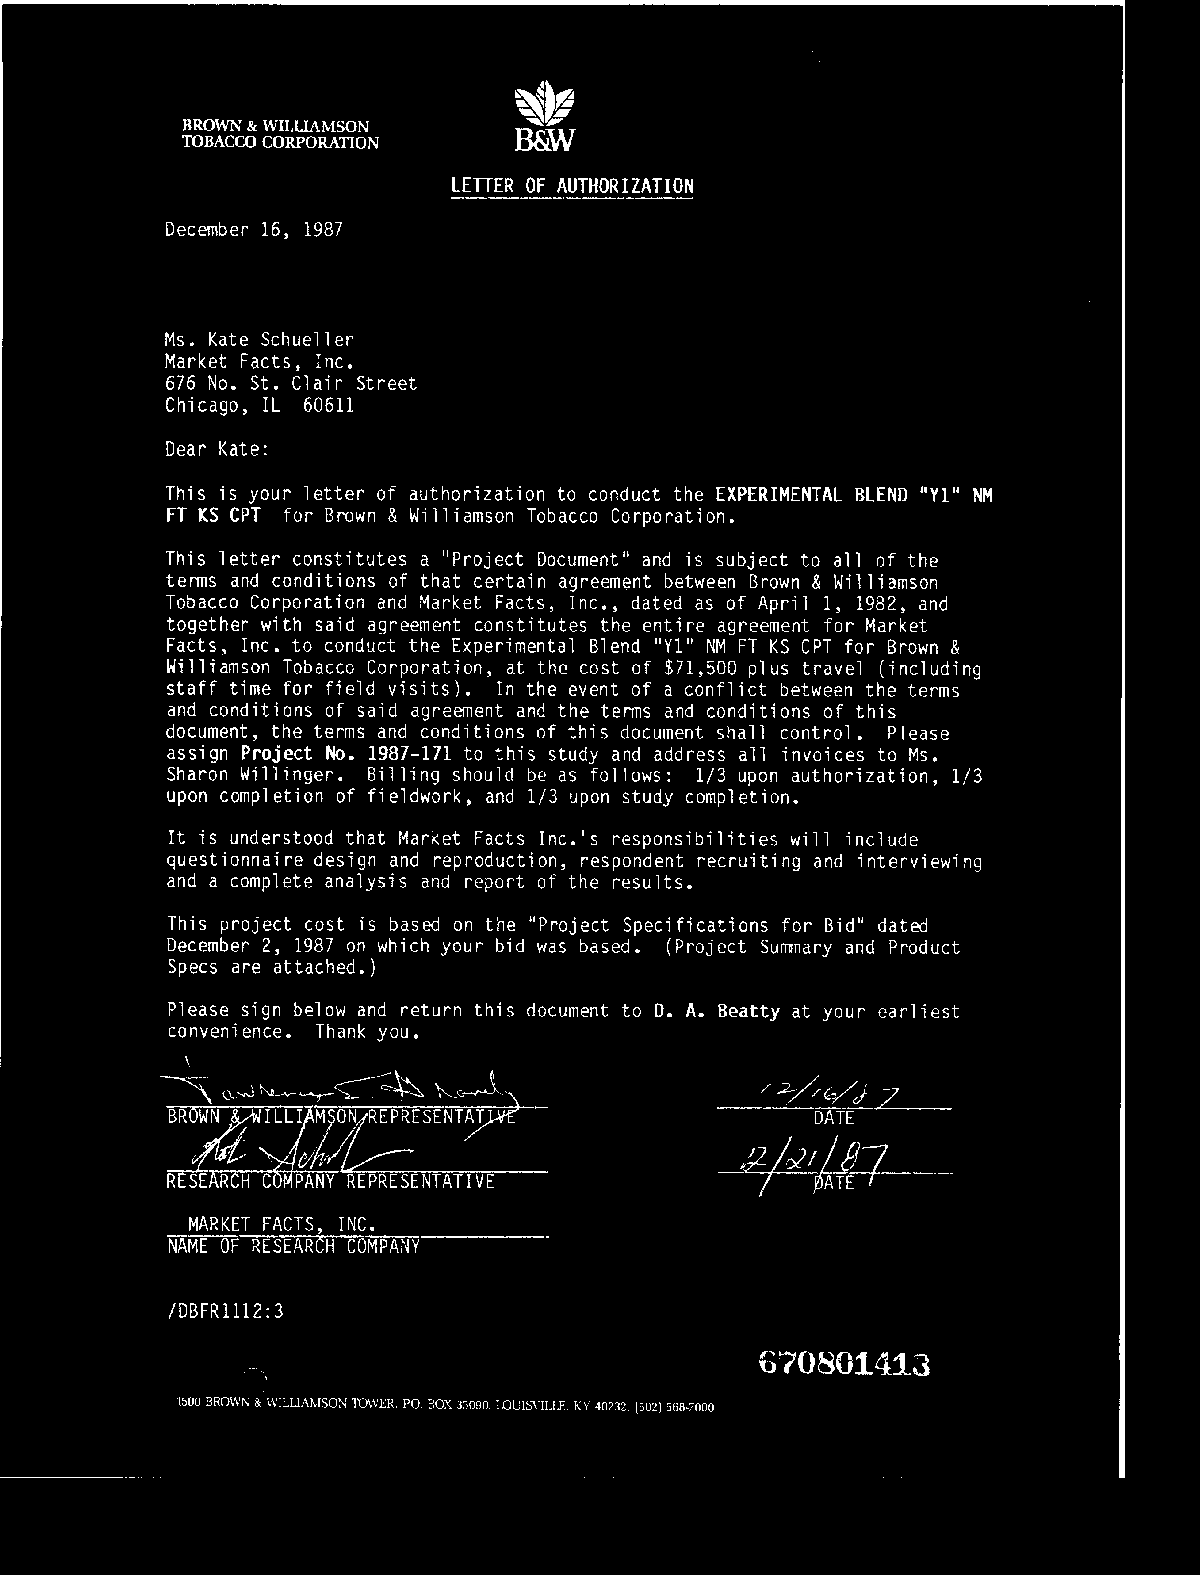 BROWN & WILLIAMSON
TOBACCO CORPORATION
B&W
LETTER OF AUTHORIZATION
December 16, 1987
Ms. Kate Schueller
Market Facts, Inc.
676 No. St. Clair Street
Chicago, IL 60611
Dear Kate:
This is your letter of authorization to conduct the EXPERIMENTAL BLEND "Y1" NM
FT KS CPT for Brown & Williamson Tobacco Corporation.
This letter constitutes a "Project Document" and is subject to all of the
terms and conditions of that certain agreement between Brown & Williamson
Tobacco Corporation and Market Facts, Inc., dated as of April 1, 1982, and
together with said agreement constitutes the entire agreement for Market
Facts, Inc. to conduct the Experimental Blend "Y1" NM FT KS CPT for Brown &
Williamson Tobacco Corporation, at the cost of $71,500 plus travel (including
staff time for field visits). In the event of a conflict between the terms
and conditions of said agreement and the terms and conditions of this
document, the terms and conditions of this document shall control. Please
assign Project No. 1987-171 to this study and address all invoices to Ms.
Sharon Willinger. Billing should be as follows: 1/3 upon authorization, 1/3
upon completion of fieldwork, and 1/3 upon study completion.
It is understood that Market Facts Inc.'s responsibilities will include
questionnaire design and reproduction, respondent recruiting and interviewing
and a complete analysis and report of the results.
This project cost is based on the "Project Specifications for Bid" dated
December 2, 1987 on which your bid was based. (Project Summary and Product
Specs are attached.)
Please sign below and return this document to D. A. Beatty at your earliest
convenience. Thank you.
12/16/87
BROWN & WILLIAMSON REPRESENTATIVE DATE
2/21/87
RESEARCH COMPANY REPRESENTATIVE DATE
MARKET FACTS, INC.
NAME OF RESEARCH COMPANY
/DBFR1112:3
670801413
1500 BROWN & WILLIAMSON TOWER, P.O. BOX 35090, LOUISVILLE, KY 40232, (502) 568-7000